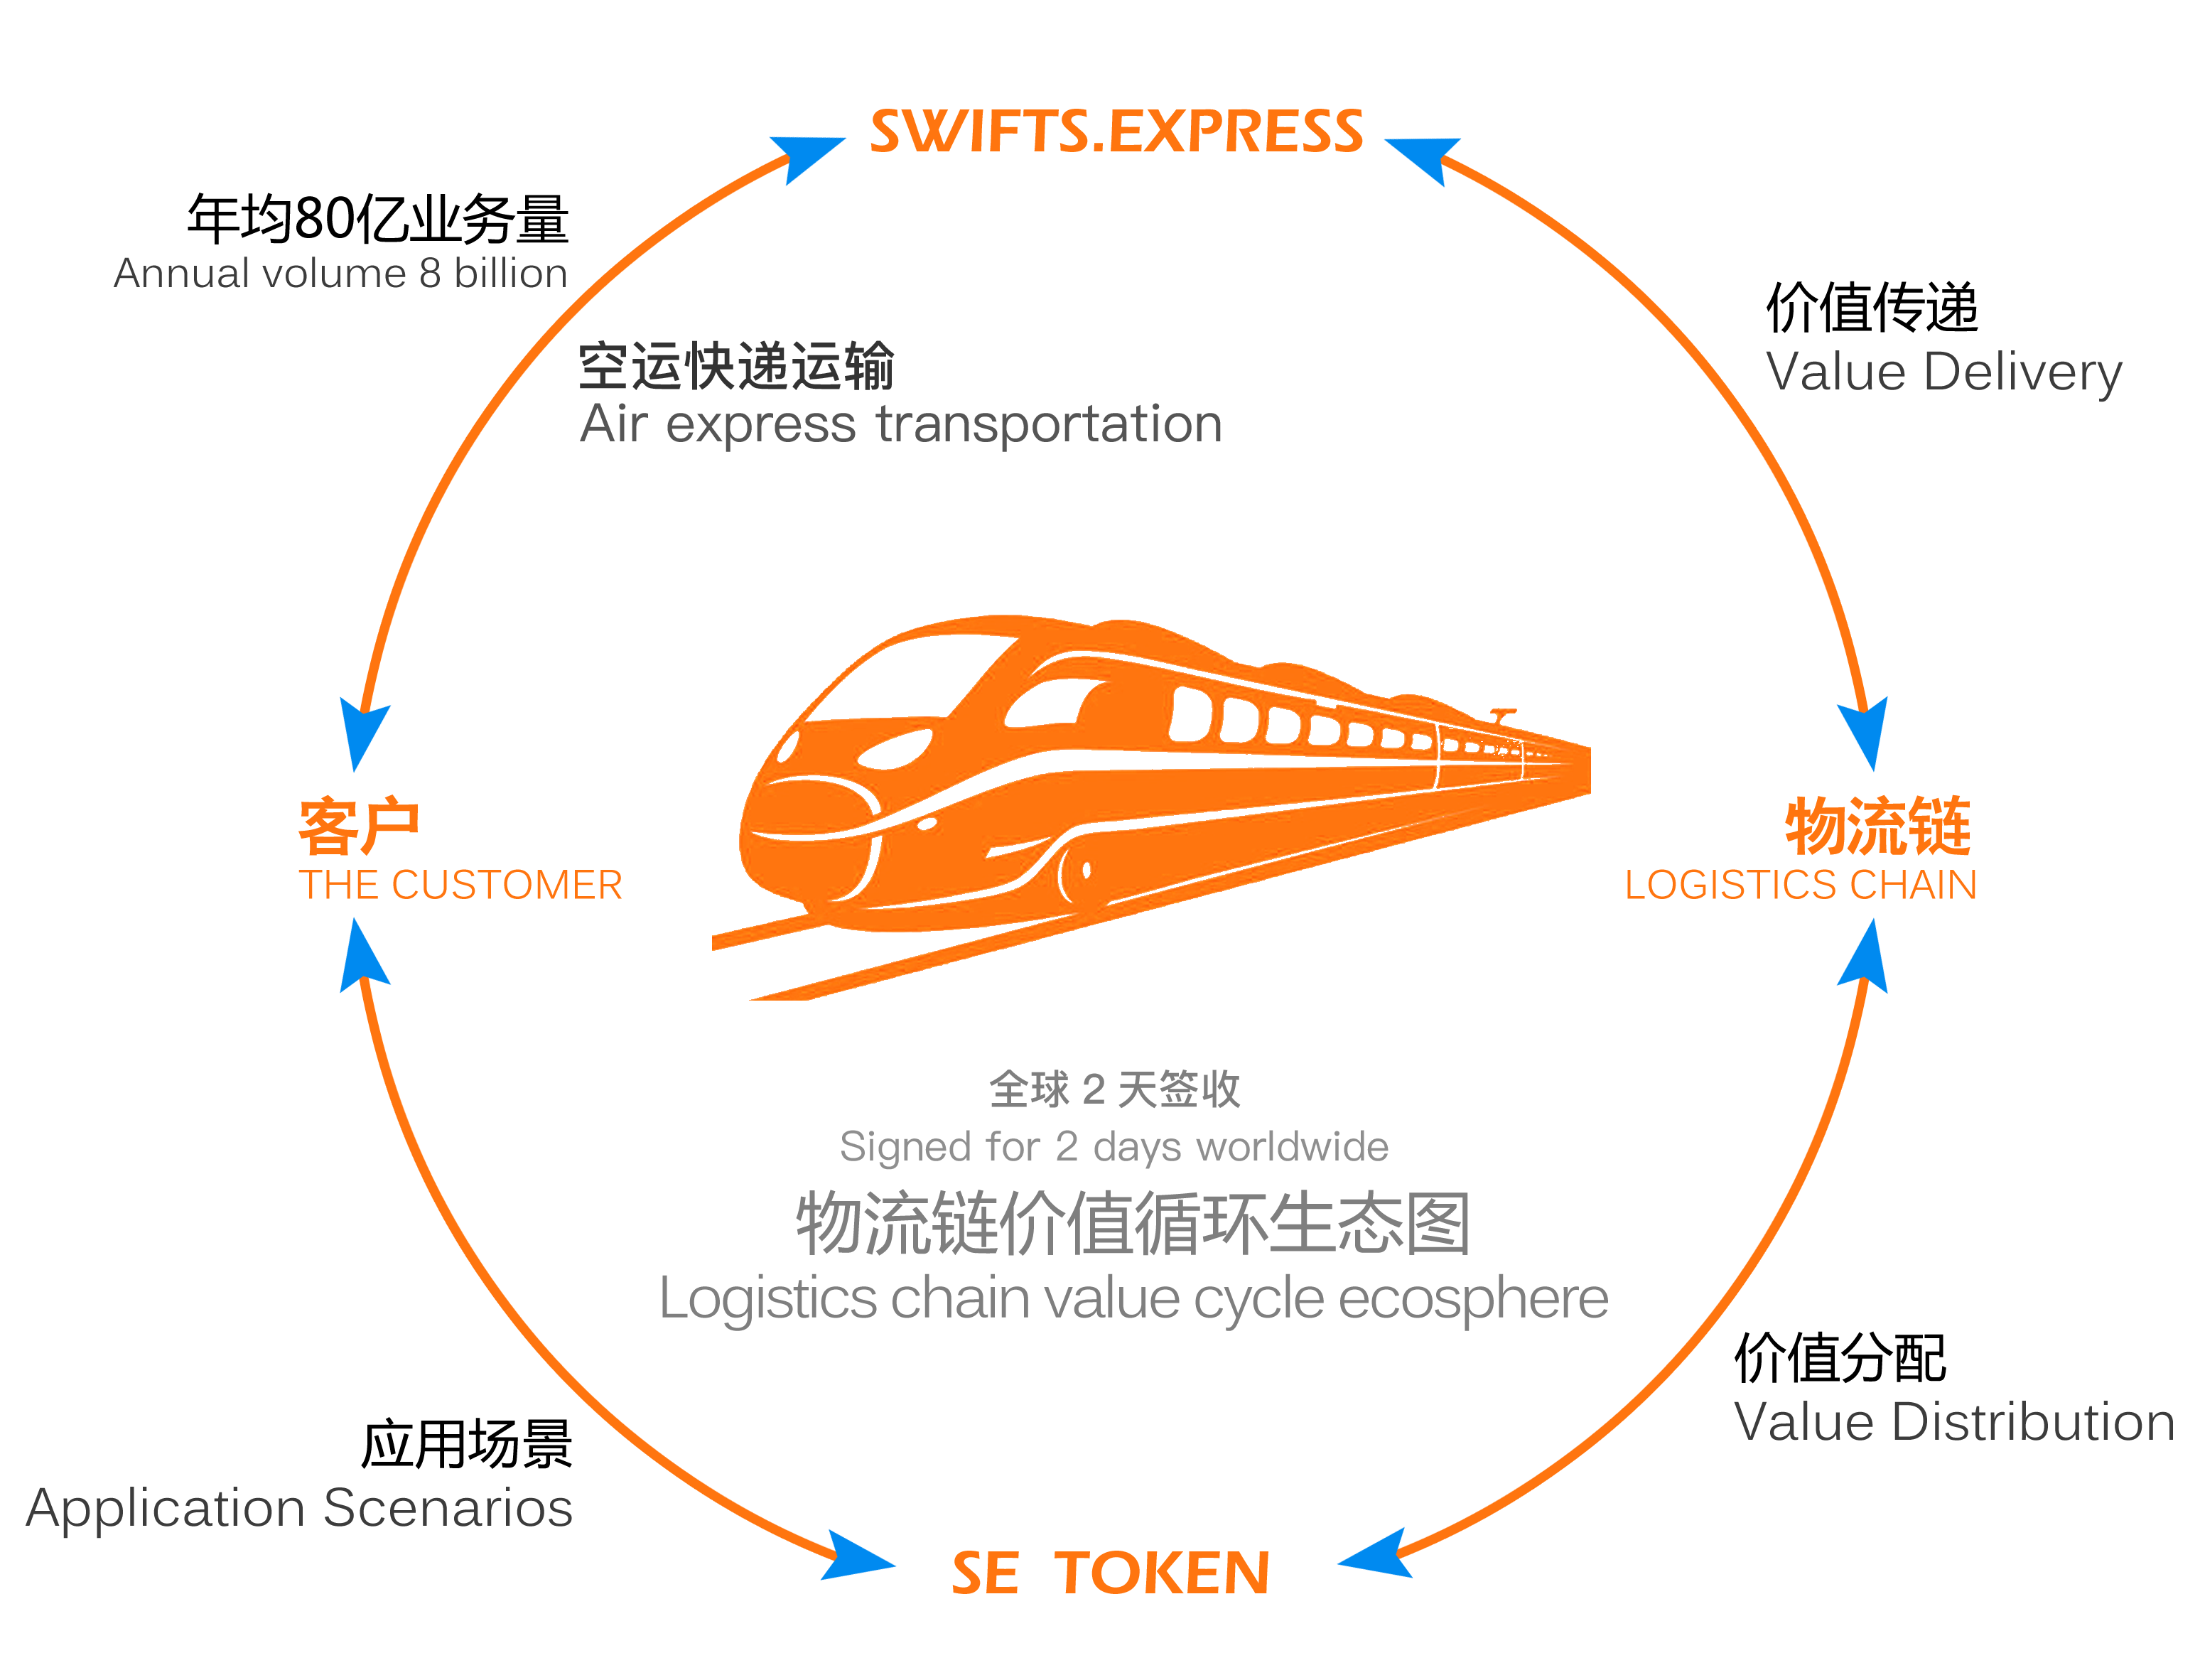 SWIFTS.EXPRESS
年均80亿业务量
Annual volume 8 billion
价值传递
Value Delivery
空运快递运输
Air express transportation
客户
THE CUSTOMER
物流链
LOGISTICS CHAIN
全球 2 天签收
Signed for 2 days worldwide
物流链价值循环生态图
Logistics chain value cycle ecosphere
价值分配
Value Distribution
应用场景
Application Scenarios
SE TOKEN